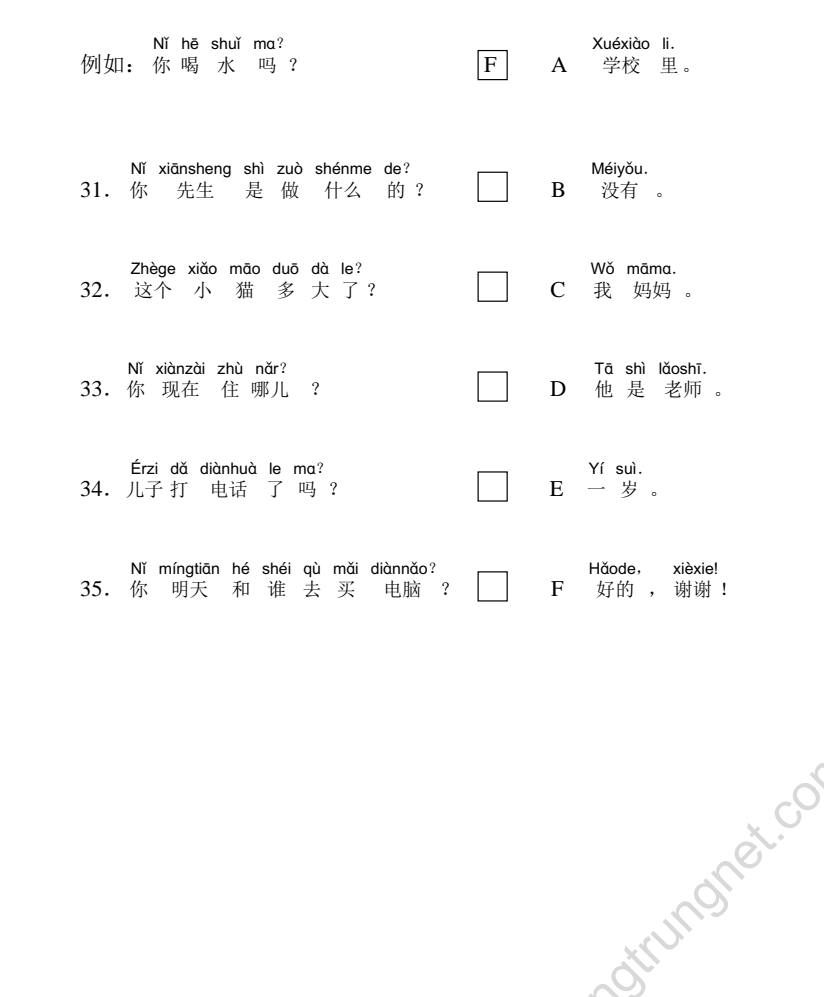 Nǐ hē shuǐ ma? Xuéxiào li.
例如：你喝水吗？ F A 学校里。
Nǐ xiānsheng shì zuò shénme de? Méiyǒu.
31．你先生是做什么的？ B 没有。
Zhège xiǎo māo duō dà le? Wǒ māma.
32．这个小猫多大了？ C 我妈妈。
Nǐ xiànzài zhù nǎr? Tā shì lǎoshī.
33．你现在住哪儿？ D 他是老师。
Érzi dǎ diànhuà le ma? Yí suì.
34．儿子打电话了吗？ E 一岁。
Nǐ míngtiān hé shéi qù mǎi diànnǎo? Hǎode, xièxie!
35．你明天和谁去买电脑？ F 好的，谢谢！